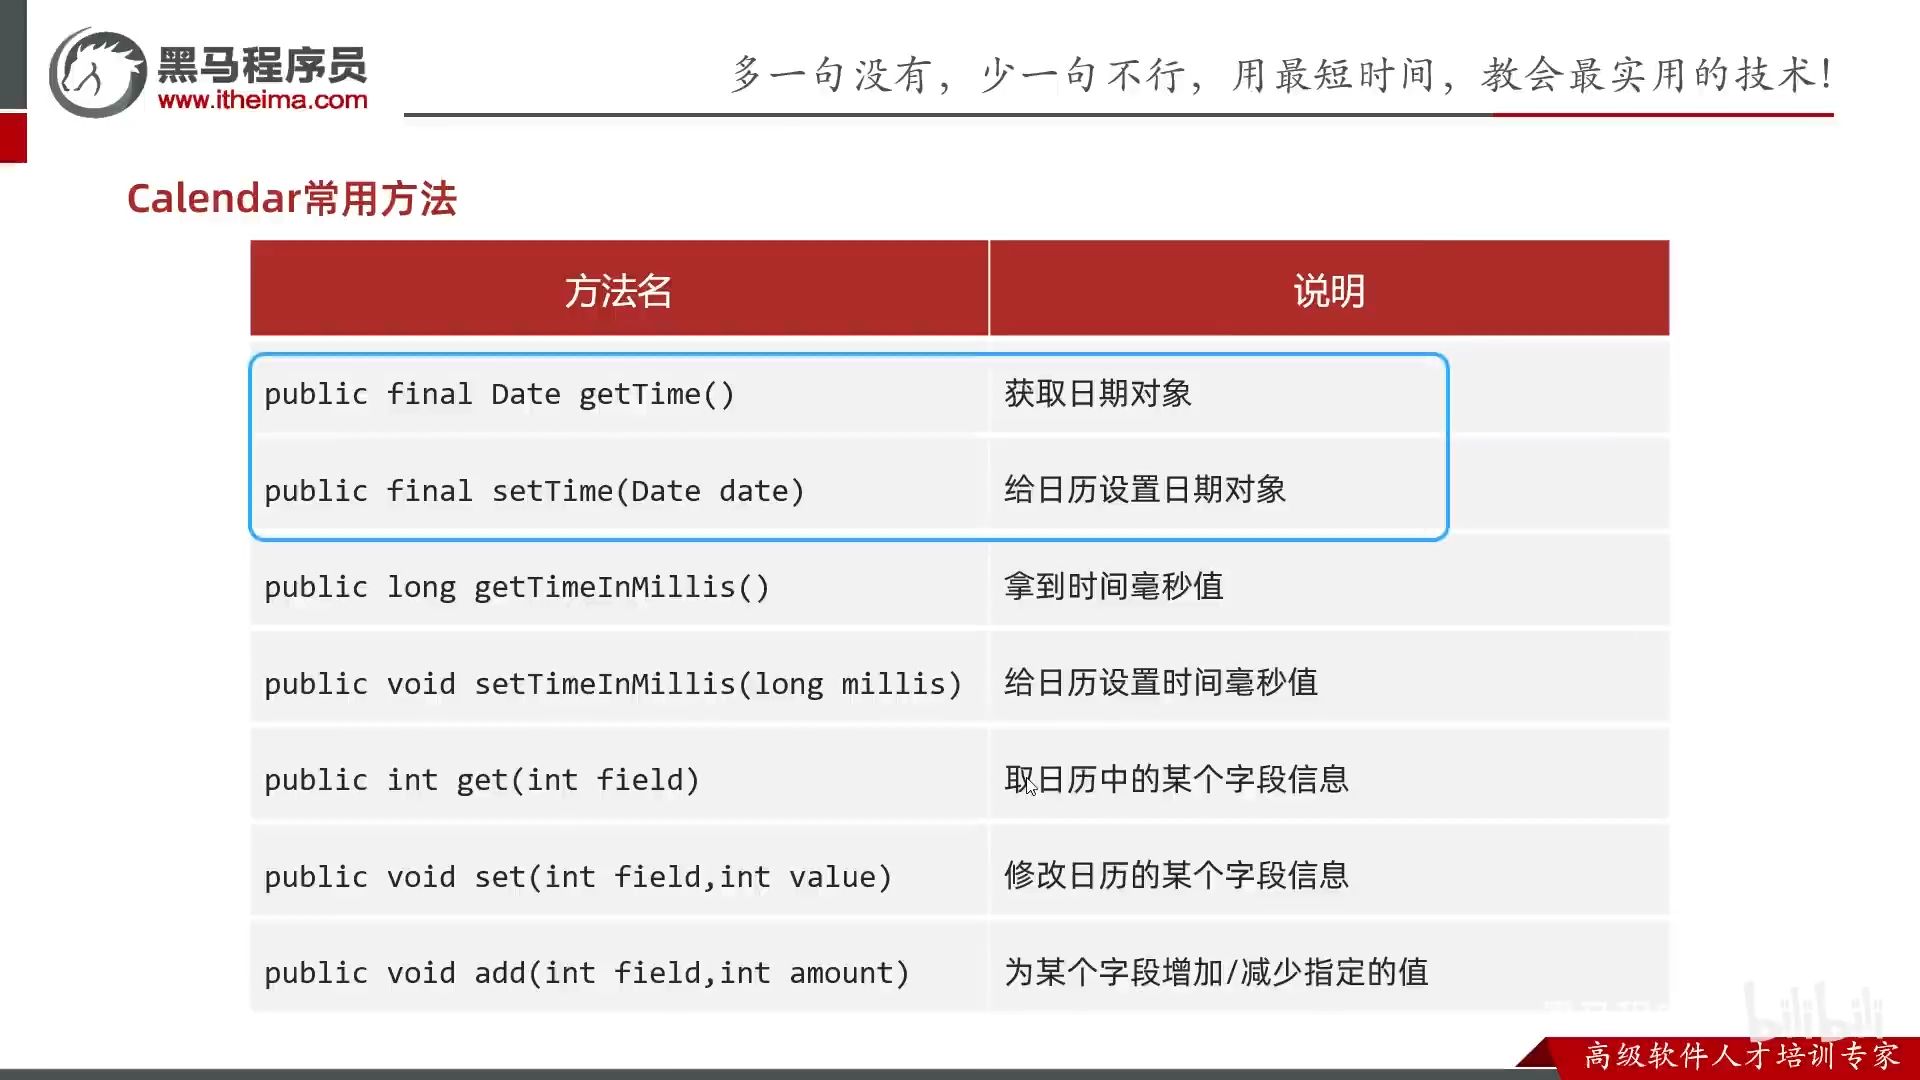 黑马程序员
www.itheima.com
多一句没有，少一句不行，用最短时间，教会最实用的技术！
Calendar常用方法
方法名 说明
public final Date getTime() 获取日期对象
public final setTime(Date date) 给日历设置日期对象
public long getTimeInMillis() 拿到时间毫秒值
public void setTimeInMillis(long millis) 给日历设置时间毫秒值
public int get(int field) 取日历中的某个字段信息
public void set(int field,int value) 修改日历的某个字段信息
public void add(int field,int amount) 为某个字段增加/减少指定的值
bilibili
高级软件人才培训专家